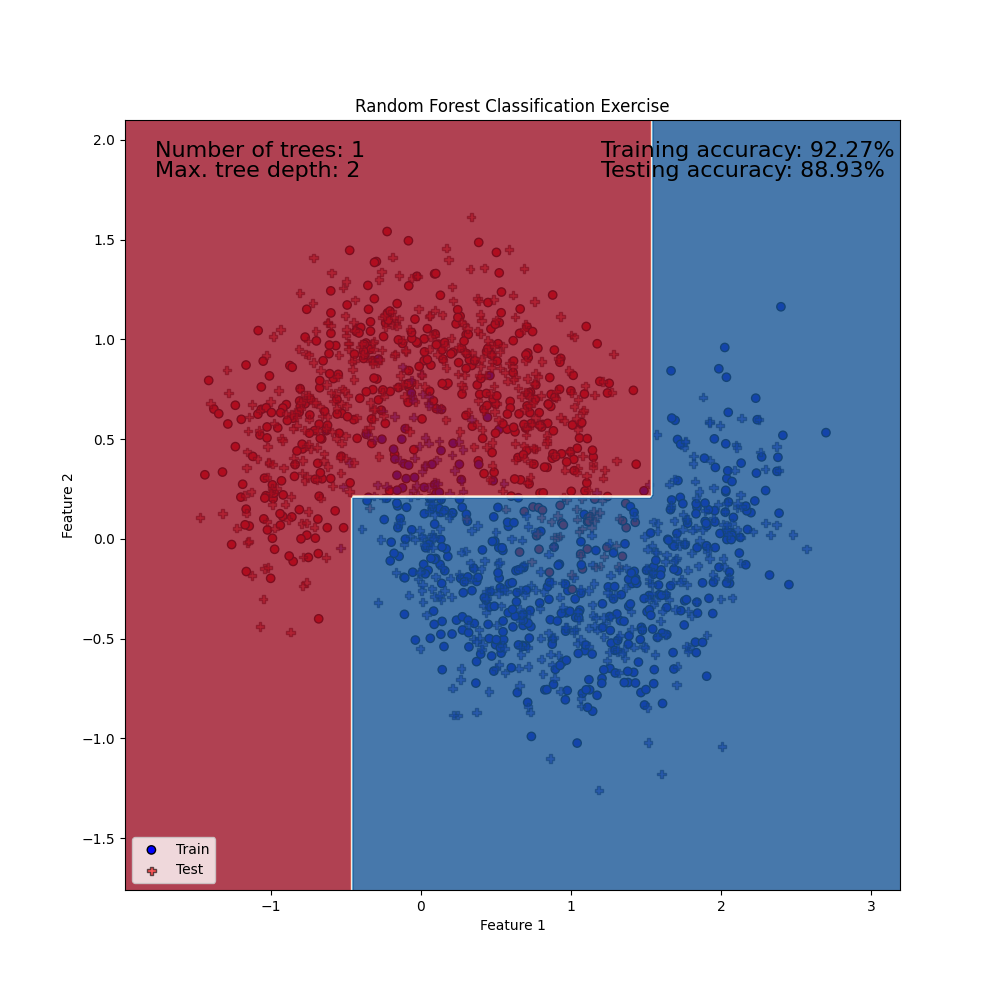 Random Forest Classification Exercise
Number of trees: 1
Max. tree depth: 2
Training accuracy: 92.27%
Testing accuracy: 88.93%
2.0
1.5
1.0
0.5
0.0
−0.5
−1.0
−1.5
Feature 2
Train
Test
−1
0
1
2
3
Feature 1